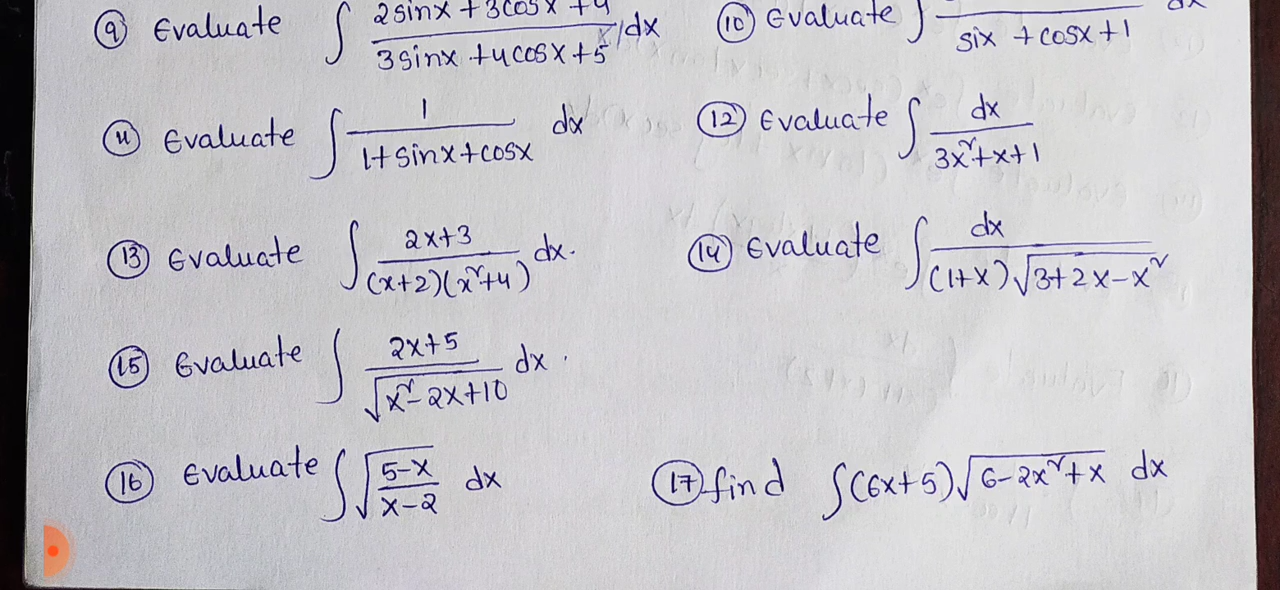 (9) Evaluate ∫ (2sinx + 3cosx + 4)/(3sinx + 4cosx + 5) dx
(10) Evaluate ∫ /(six + cosx + 1) dx
(11) Evaluate ∫ 1/(1 + sinx + cosx) dx
(12) Evaluate ∫ dx/(3x² + x + 1)
(13) Evaluate ∫ (2x+3)/((x+2)(x²+4)) dx.
(14) Evaluate ∫ dx/((1+x)√(3+2x-x²))
(15) Evaluate ∫ (2x+5)/√(x²-2x+10) dx.
(16) Evaluate ∫ √((5-x)/(x-2)) dx
(17) find ∫(6x+5)√(6-2x²+x) dx